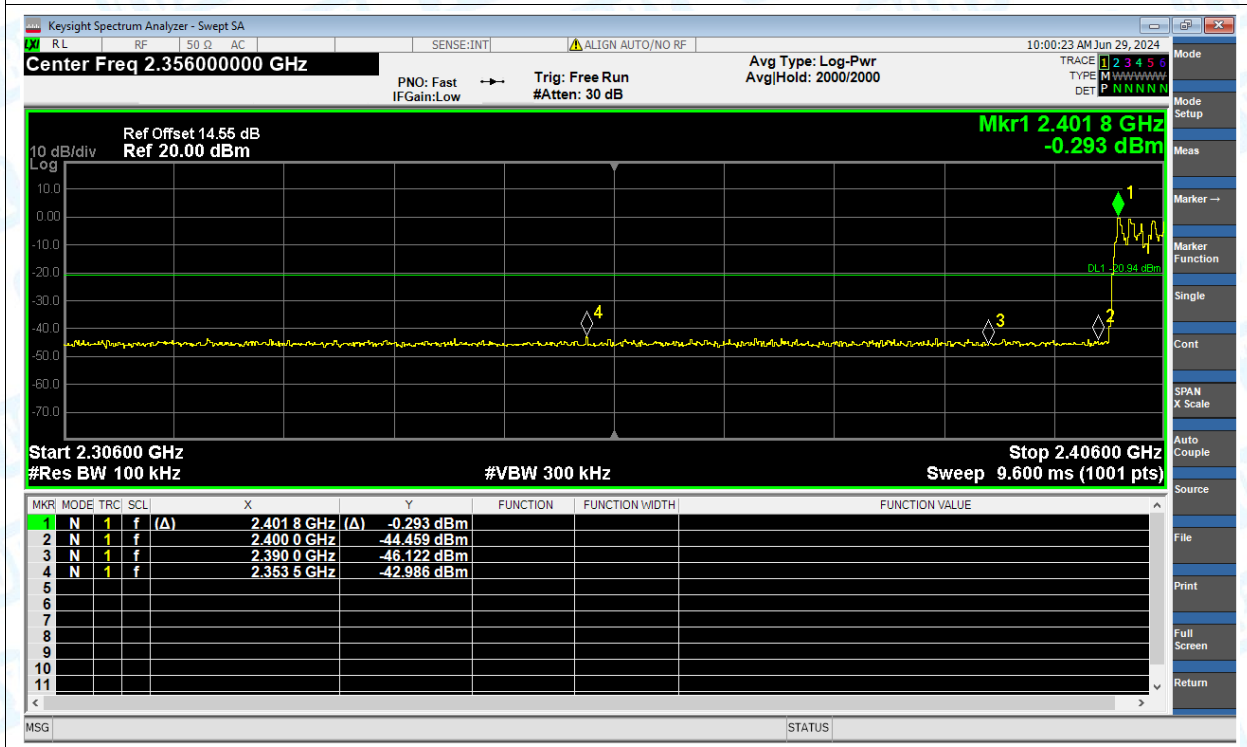 Keysight Spectrum Analyzer - Swept SA
LXI RL RF 50 Ω AC SENSE:INT ALIGN AUTO/NO RF 10:00:23 AM Jun 29, 2024
Center Freq 2.356000000 GHz
PNO: Fast
IFGain:Low
Trig: Free Run
#Atten: 30 dB
Avg Type: Log-Pwr
Avg|Hold: 2000/2000
TRACE 1 2 3 4 5 6
TYPE M WWWWW
DET P N N N N N
Mkr1 2.401 8 GHz
-0.293 dBm
Ref Offset 14.55 dB
10 dB/div Ref 20.00 dBm
Log
10.0
0.00
-10.0
-20.0
-30.0
-40.0
-50.0
-60.0
-70.0
1
DL1 -20.94 dBm
4
3
2
Start 2.30600 GHz Stop 2.40600 GHz
#Res BW 100 kHz #VBW 300 kHz Sweep 9.600 ms (1001 pts)
MKR MODE TRC SCL X Y FUNCTION FUNCTION WIDTH FUNCTION VALUE
1 N 1 f (Δ) 2.401 8 GHz (Δ) -0.293 dBm
2 N 1 f 2.400 0 GHz -44.459 dBm
3 N 1 f 2.390 0 GHz -46.122 dBm
4 N 1 f 2.353 5 GHz -42.986 dBm
5
6
7
8
9
10
11
MSG STATUS
Mode
Mode
Setup
Meas
Marker →
Marker
Function
Single
Cont
SPAN
X Scale
Auto
Couple
Source
File
Print
Full
Screen
Return